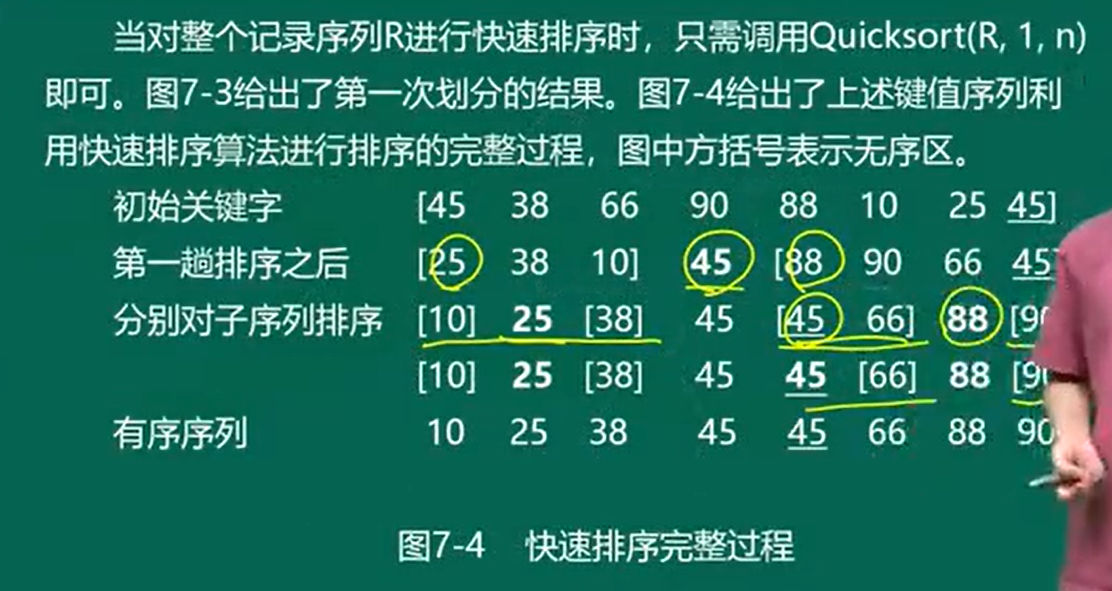 当对整个记录序列R进行快速排序时，只需调用Quicksort(R, 1, n)
即可。图7-3给出了第一次划分的结果。图7-4给出了上述键值序列利
用快速排序算法进行排序的完整过程，图中方括号表示无序区。
初始关键字 [45 38 66 90 88 10 25 45]
第一趟排序之后 [25 38 10] 45 [88 90 66 45]
分别对子序列排序 [10] 25 [38] 45 [45 66] 88 [90
[10] 25 [38] 45 45 [66] 88 [90
有序序列 10 25 38 45 45 66 88 90
图7-4 快速排序完整过程